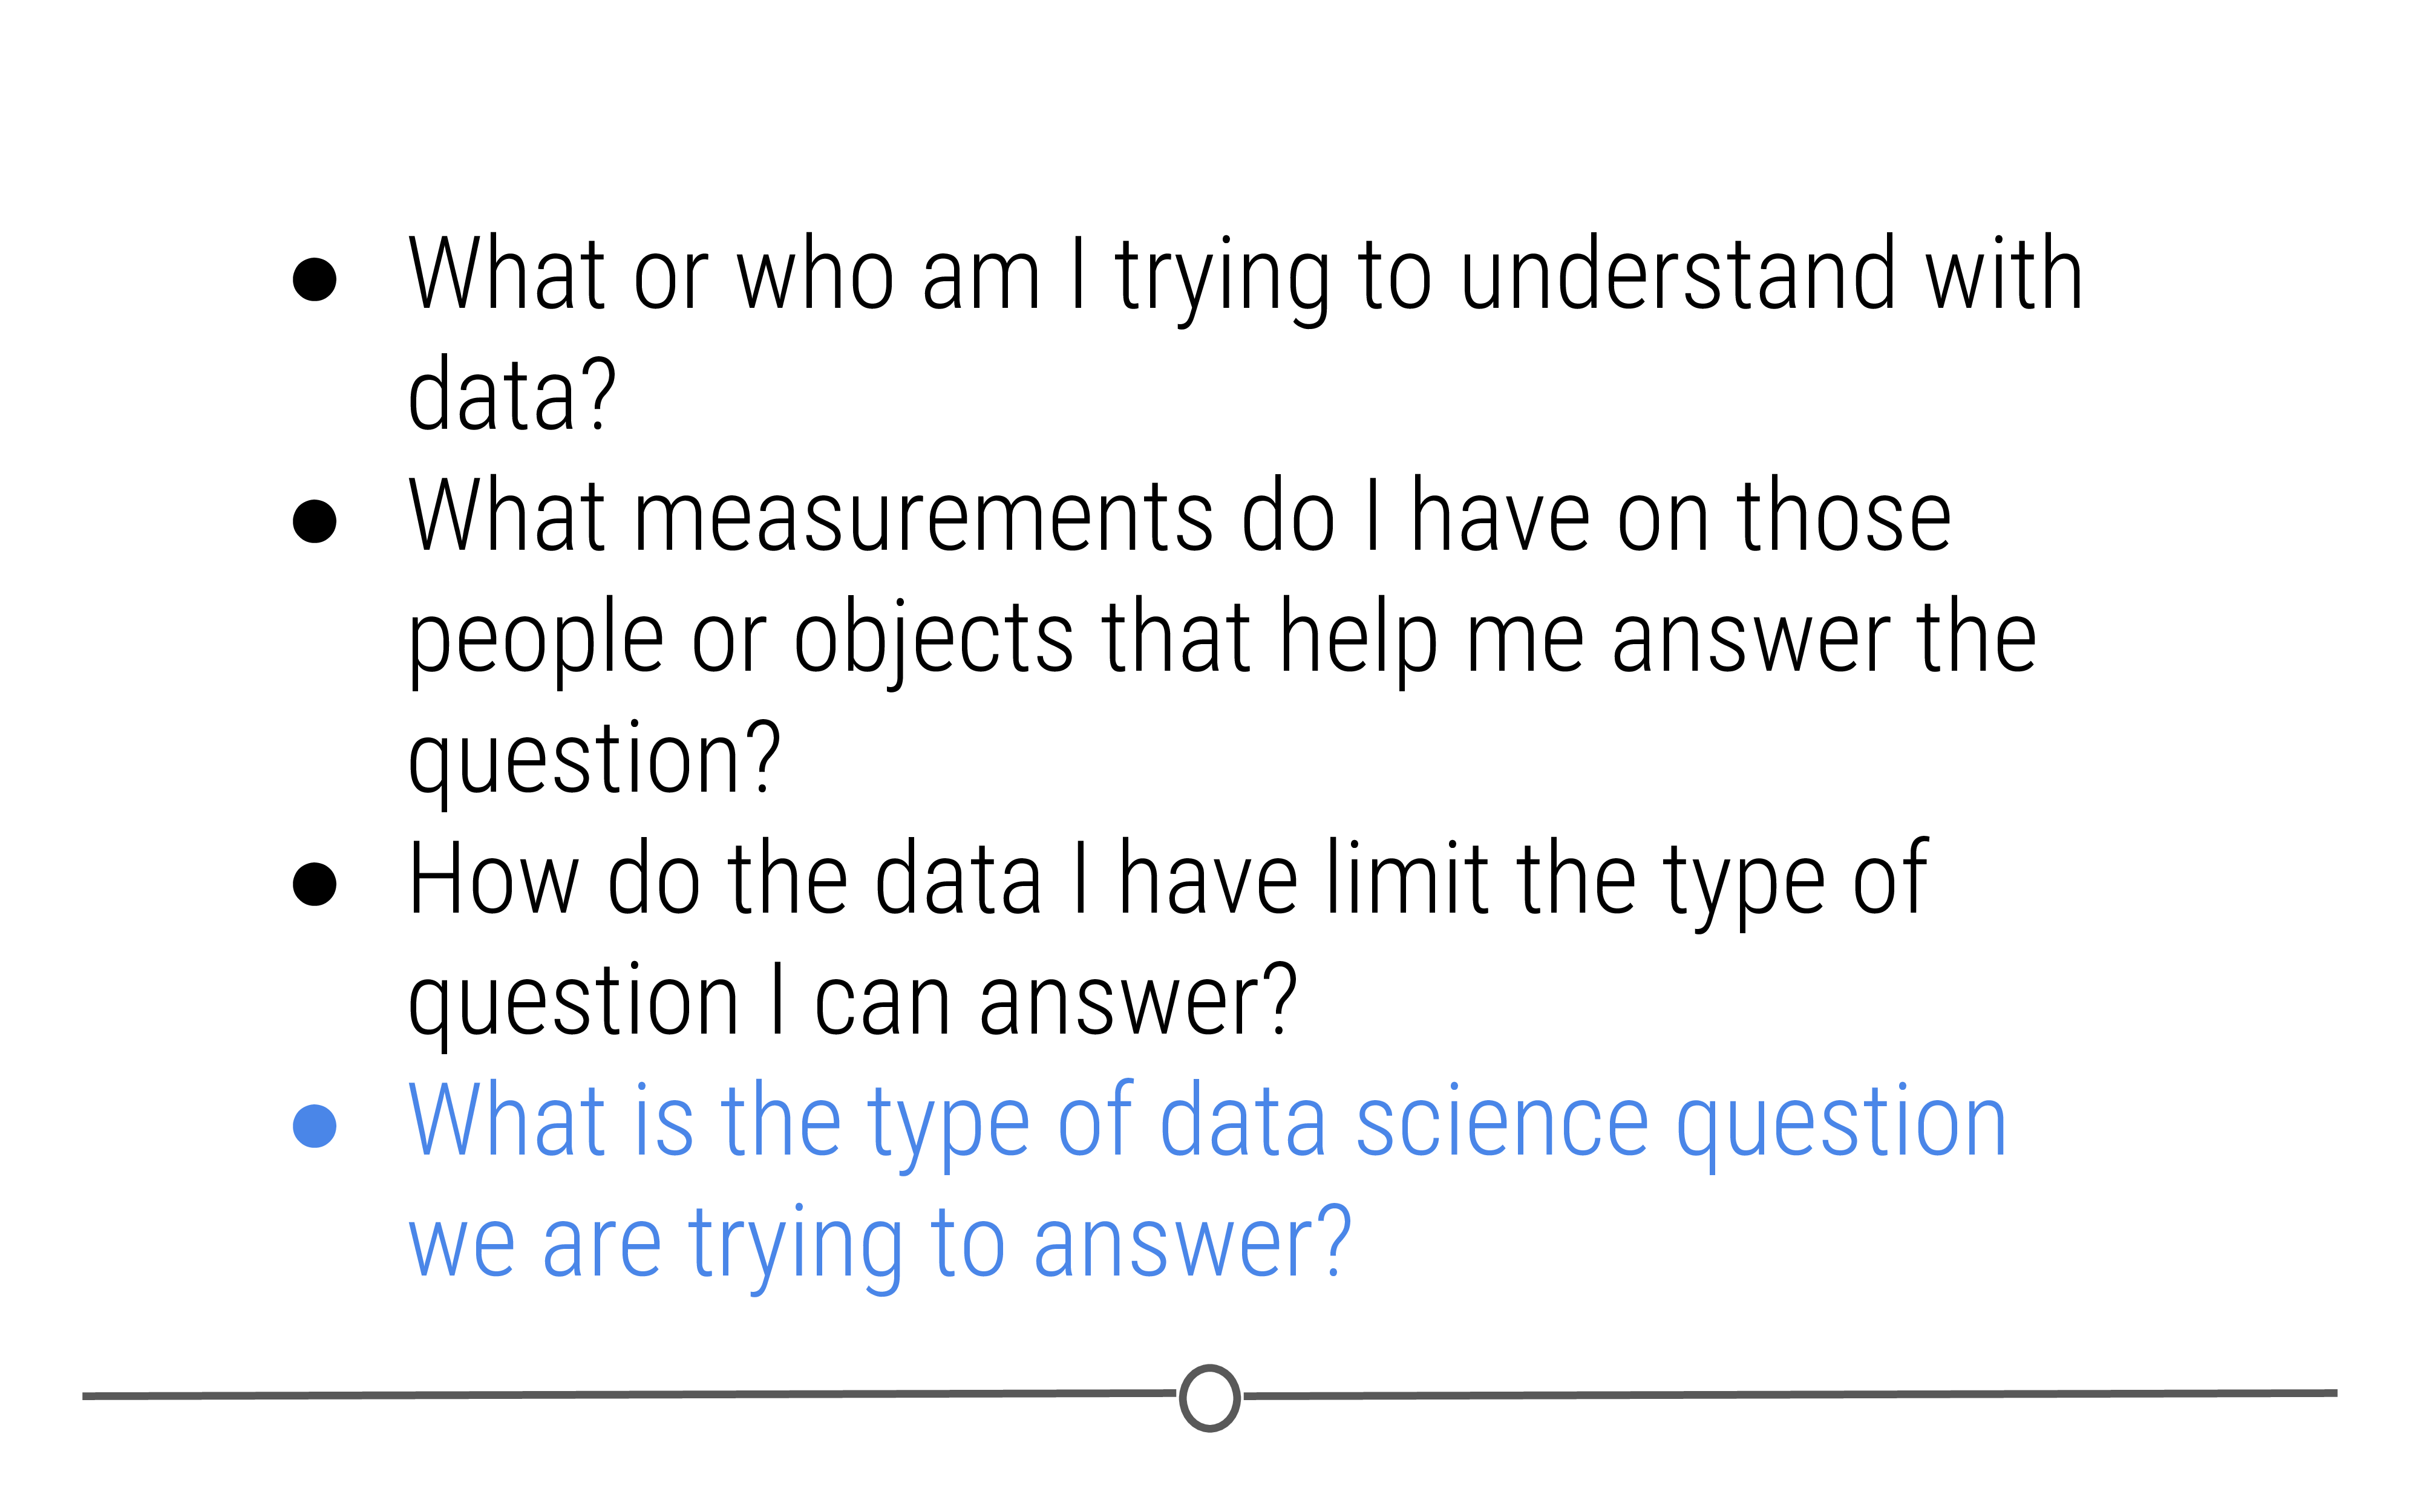 ● What or who am I trying to understand with
data?
● What measurements do I have on those
people or objects that help me answer the
question?
● How do the data I have limit the type of
question I can answer?
● What is the type of data science question
we are trying to answer?